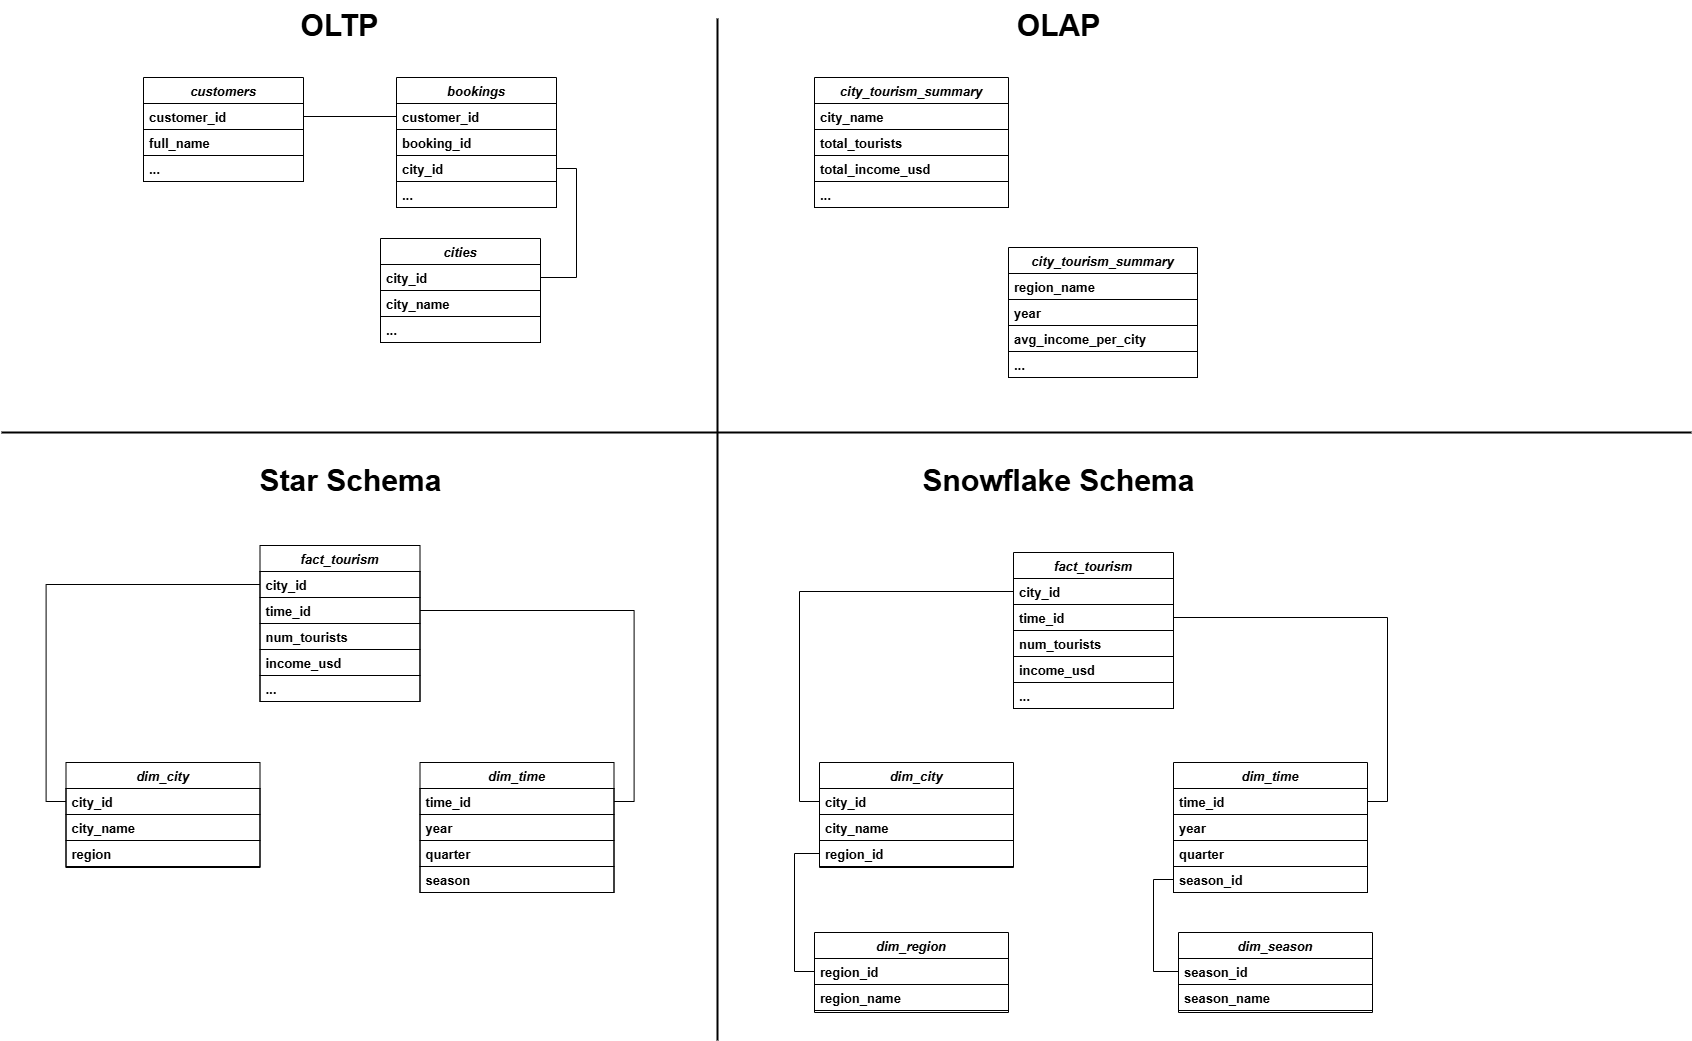 OLTP
customers
customer_id
full_name
...
bookings
customer_id
booking_id
city_id
...
cities
city_id
city_name
...
OLAP
city_tourism_summary
city_name
total_tourists
total_income_usd
...
city_tourism_summary
region_name
year
avg_income_per_city
...
Star Schema
fact_tourism
city_id
time_id
num_tourists
income_usd
...
dim_city
city_id
city_name
region
dim_time
time_id
year
quarter
season
Snowflake Schema
fact_tourism
city_id
time_id
num_tourists
income_usd
...
dim_city
city_id
city_name
region_id
dim_time
time_id
year
quarter
season_id
dim_region
region_id
region_name
dim_season
season_id
season_name